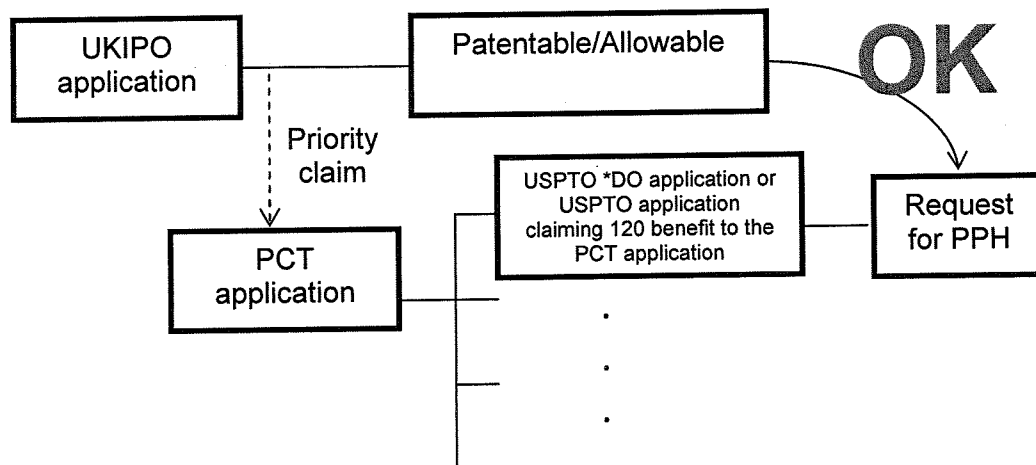 UKIPO
application
Patentable/Allowable
OK
Priority
claim
USPTO *DO application or
USPTO application
claiming 120 benefit to the
PCT application
Request
for PPH
PCT
application